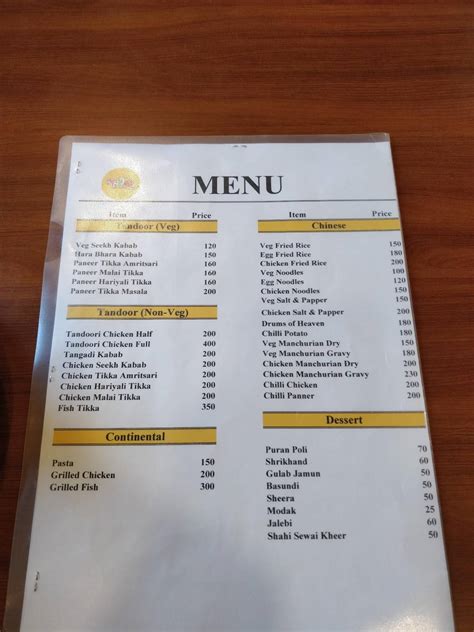 MENU
Item Price
Tandoor (Veg)
Veg Seekh Kabab 120
Hara Bhara Kabab 160
Paneer Tikka Amritsari 160
Paneer Malai Tikka 160
Paneer Hariyali Tikka 160
Paneer Tikka Masala 200
Tandoor (Non-Veg)
Tandoori Chicken Half 200
Tandoori Chicken Full 400
Tangadi Kabab 200
Chicken Seekh Kabab 200
Chicken Tikka Amritsari 200
Chicken Hariyali Tikka 200
Chicken Malai Tikka 200
Fish Tikka 350
Continental
Pasta 150
Grilled Chicken 200
Grilled Fish 300
Item Price
Chinese
Veg Fried Rice 150
Egg Fried Rice 180
Chicken Fried Rice 200
Veg Noodles 150
Egg Noodles
Chicken Noodles 200
Veg Salt & Papper 150
Chicken Salt & Papper 200
Drums of Heaven
Chilli Potato
Veg Manchurian Dry 150
Veg Manchurian Gravy 180
Chicken Manchurian Dry 200
Chicken Manchurian Gravy 230
Chilli Chicken
Chilli Panner 200
Dessert
Puran Poli 70
Shrikhand 60
Gulab Jamun 50
Basundi 50
Sheera 50
Modak 25
Jalebi 60
Shahi Sewai Kheer 50